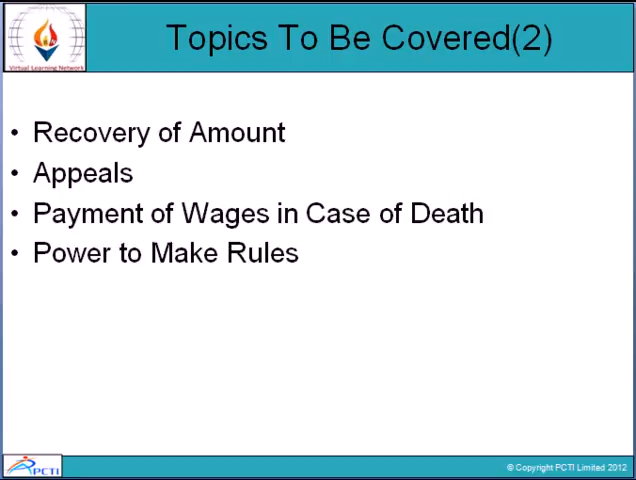 Topics To Be Covered(2)
Virtual Learning Network
• Recovery of Amount
• Appeals
• Payment of Wages in Case of Death
• Power to Make Rules
PCTI
© Copyright PCTI Limited 2012